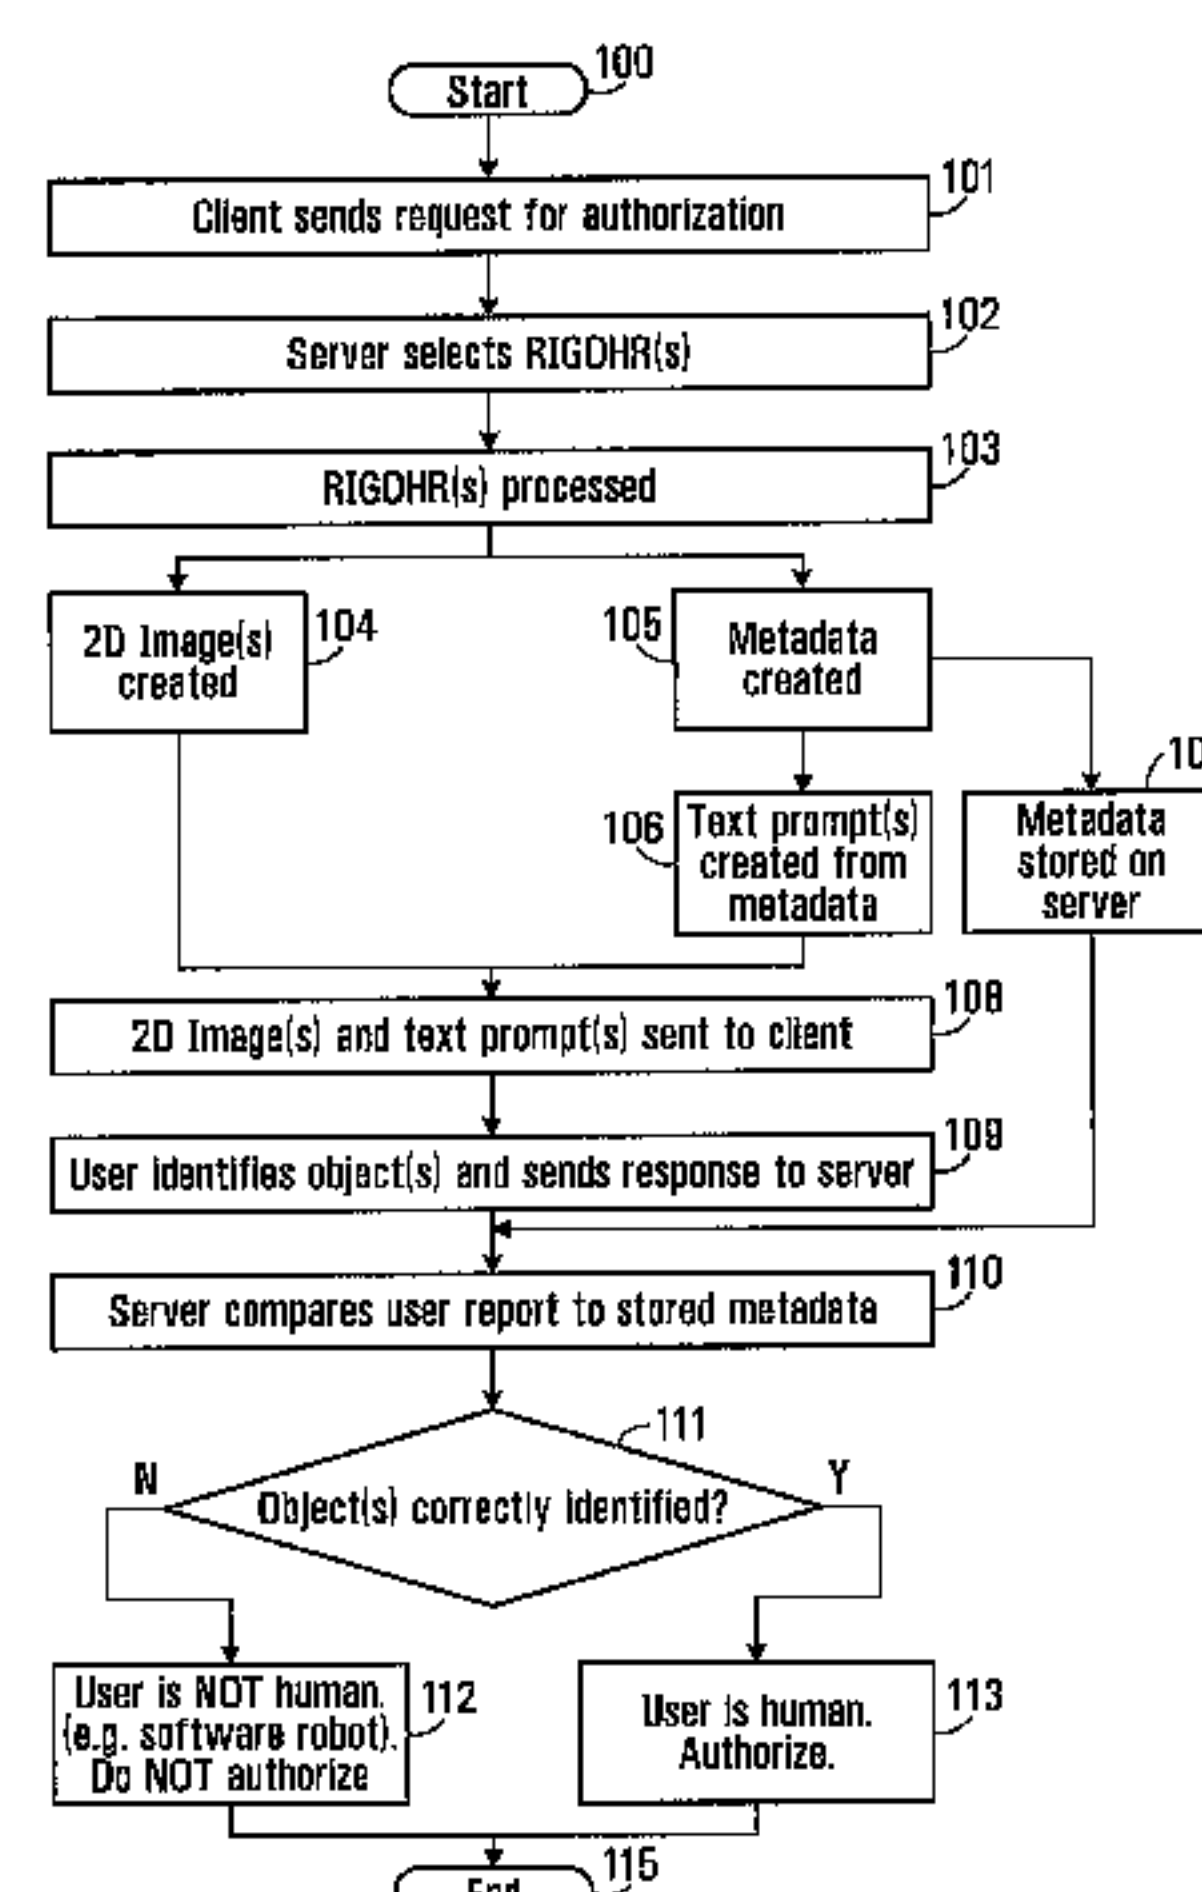 Start
100
Client sends request for authorization
101
Server selects RIGOHR(s)
102
RIGOHR(s) processed
103
2D Image(s)
created
104
105
Metadata
created
106
Text prompt(s)
created from
metadata
Metadata
stored on
server
2D Image(s) and text prompt(s) sent to client
108
User identifies object(s) and sends response to server
109
Server compares user report to stored metadata
110
111
N
Y
Object(s) correctly identified?
User is NOT human.
(e.g. software robot).
Do NOT authorize
112
User is human.
Authorize.
113
End
115